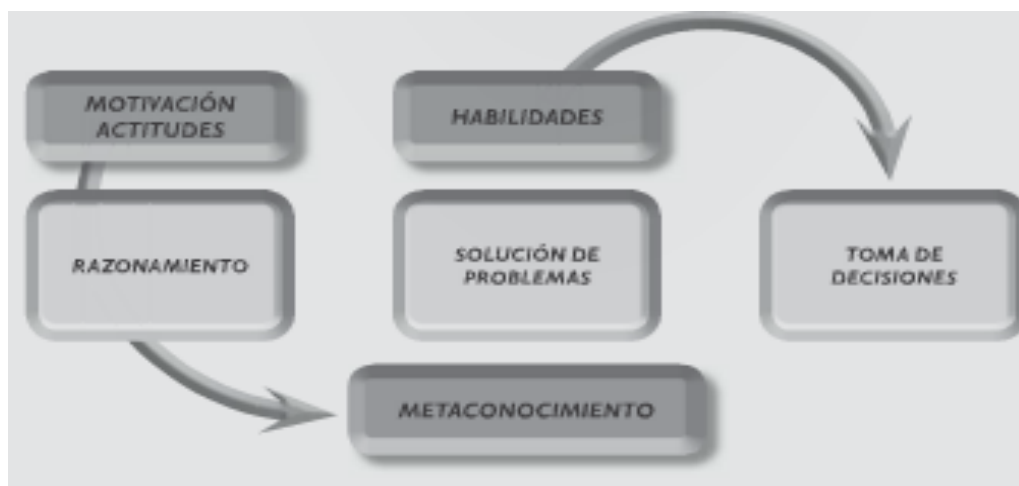 MOTIVACIÓN
ACTITUDES
HABILIDADES
RAZONAMIENTO
SOLUCIÓN DE
PROBLEMAS
TOMA DE
DECISIONES
METACONOCIMIENTO